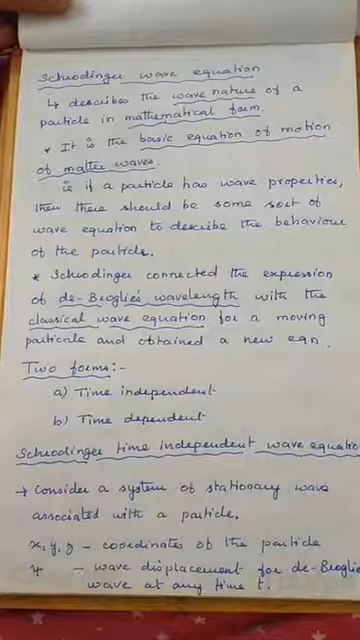 Schrodinger wave equation
↳ describes the wave nature of a
particle in mathematical form.
* It is the basic equation of motion
of matter waves.
ie if a particle has wave properties,
then there should be some sort of
wave equation to describe the behaviour
of the particle.
* Schrodinger connected the expression
of de-Broglie's wavelength with the
classical wave equation for a moving
particle and obtained a new eqn.
Two forms:-
a) Time independent
b) Time dependent
Schrodinger time independent wave equation
→ Consider a system of stationary wave
associated with a particle.
x, y, z - coordinates of the particle
ψ - wave displacement for de-Broglie
wave at any time t.